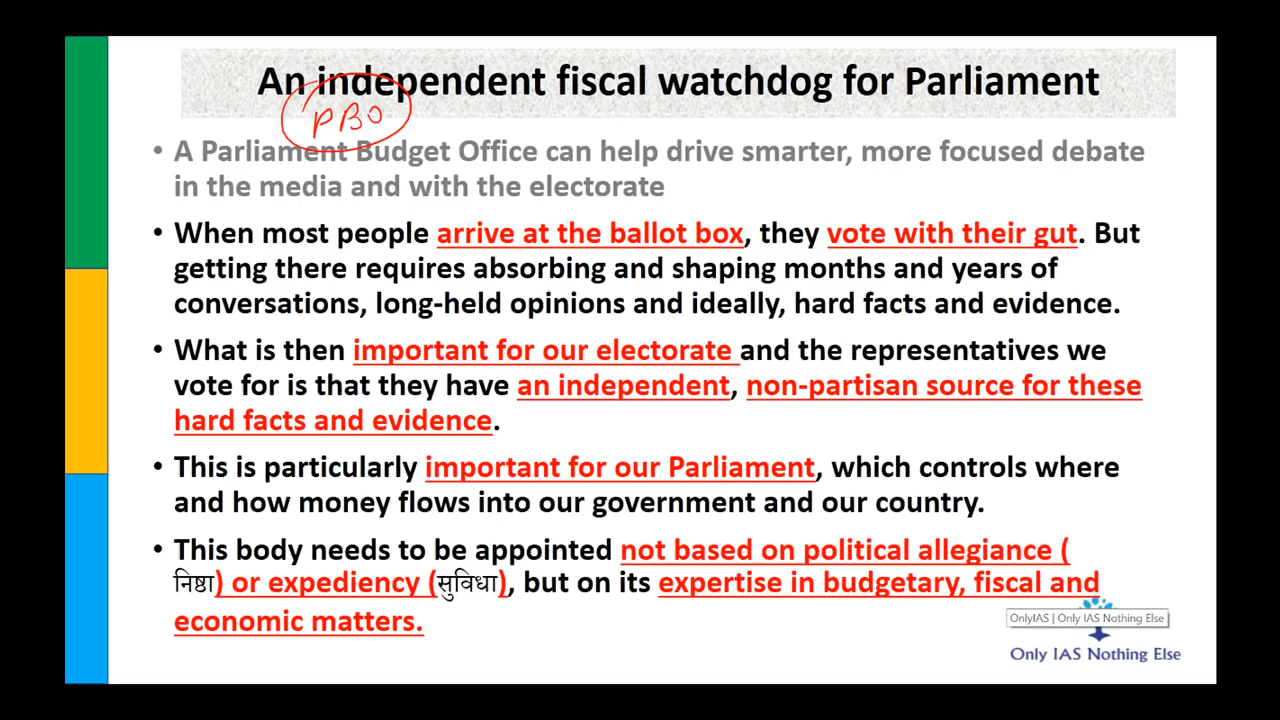 An independent fiscal watchdog for Parliament
PBO
• A Parliament Budget Office can help drive smarter, more focused debate
in the media and with the electorate
• When most people arrive at the ballot box, they vote with their gut. But
getting there requires absorbing and shaping months and years of
conversations, long-held opinions and ideally, hard facts and evidence.
• What is then important for our electorate and the representatives we
vote for is that they have an independent, non-partisan source for these
hard facts and evidence.
• This is particularly important for our Parliament, which controls where
and how money flows into our government and our country.
• This body needs to be appointed not based on political allegiance (
निष्ठा) or expediency (सुविधा), but on its expertise in budgetary, fiscal and
economic matters.
OnlyIAS | Only IAS Nothing Else
Only IAS Nothing Else